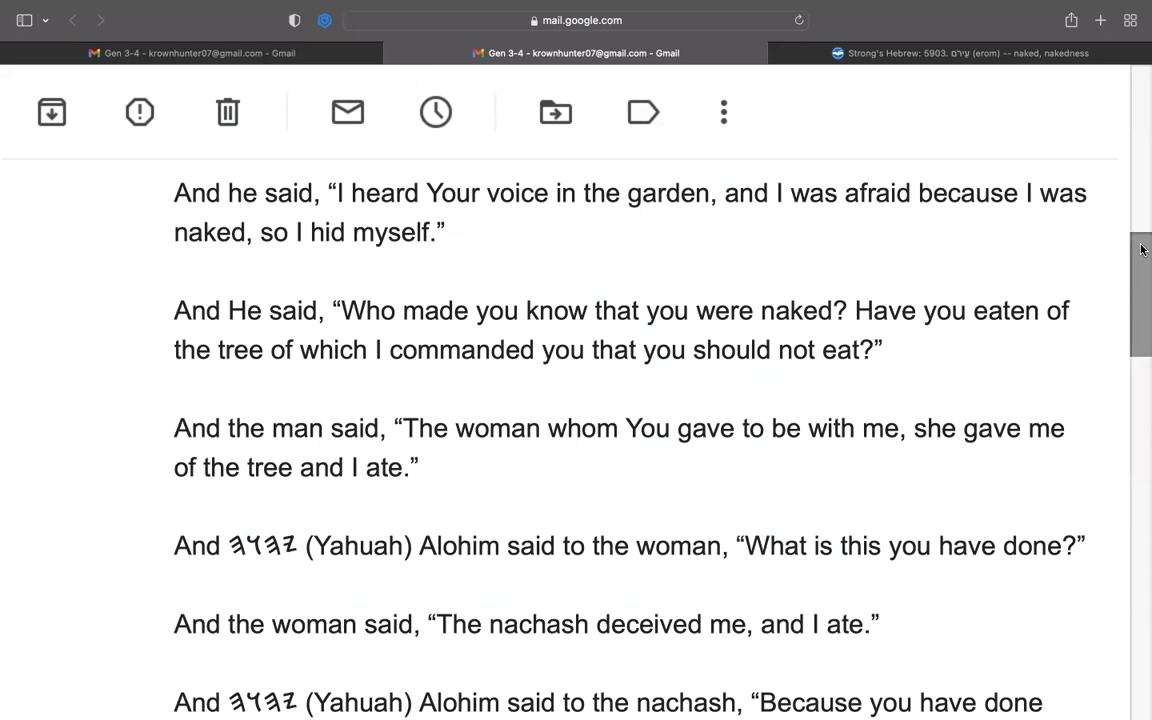 mail.google.com
Gen 3-4 - krownhunter07@gmail.com - Gmail
Gen 3-4 - krownhunter07@gmail.com - Gmail
Strong's Hebrew: 5903. עֵירֹם (erom) -- naked, nakedness
And he said, “I heard Your voice in the garden, and I was afraid because I was
naked, so I hid myself.”
And He said, “Who made you know that you were naked? Have you eaten of
the tree of which I commanded you that you should not eat?”
And the man said, “The woman whom You gave to be with me, she gave me
of the tree and I ate.”
And 𐤉𐤄𐤅𐤄 (Yahuah) Alohim said to the woman, “What is this you have done?”
And the woman said, “The nachash deceived me, and I ate.”
And 𐤉𐤄𐤅𐤄 (Yahuah) Alohim said to the nachash, “Because you have done